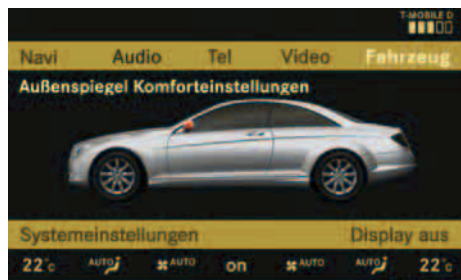 T-MOBILE D
Navi Audio Tel Video Fahrzeug
Außenspiegel Komforteinstellungen
Systemeinstellungen Display aus
22°c AUTO AUTO on AUTO AUTO 22°c